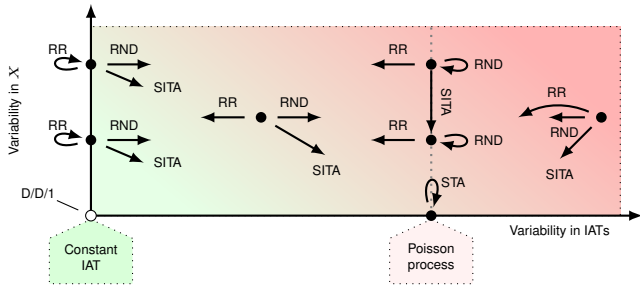 Variability in X
RR
RND
SITA
RR
RND
SITA
RR
RND
SITA
RR
RND
SITA
RR
RND
STA
RR
RND
SITA
D/D/1
Variability in IATs
Constant
IAT
Poisson
process